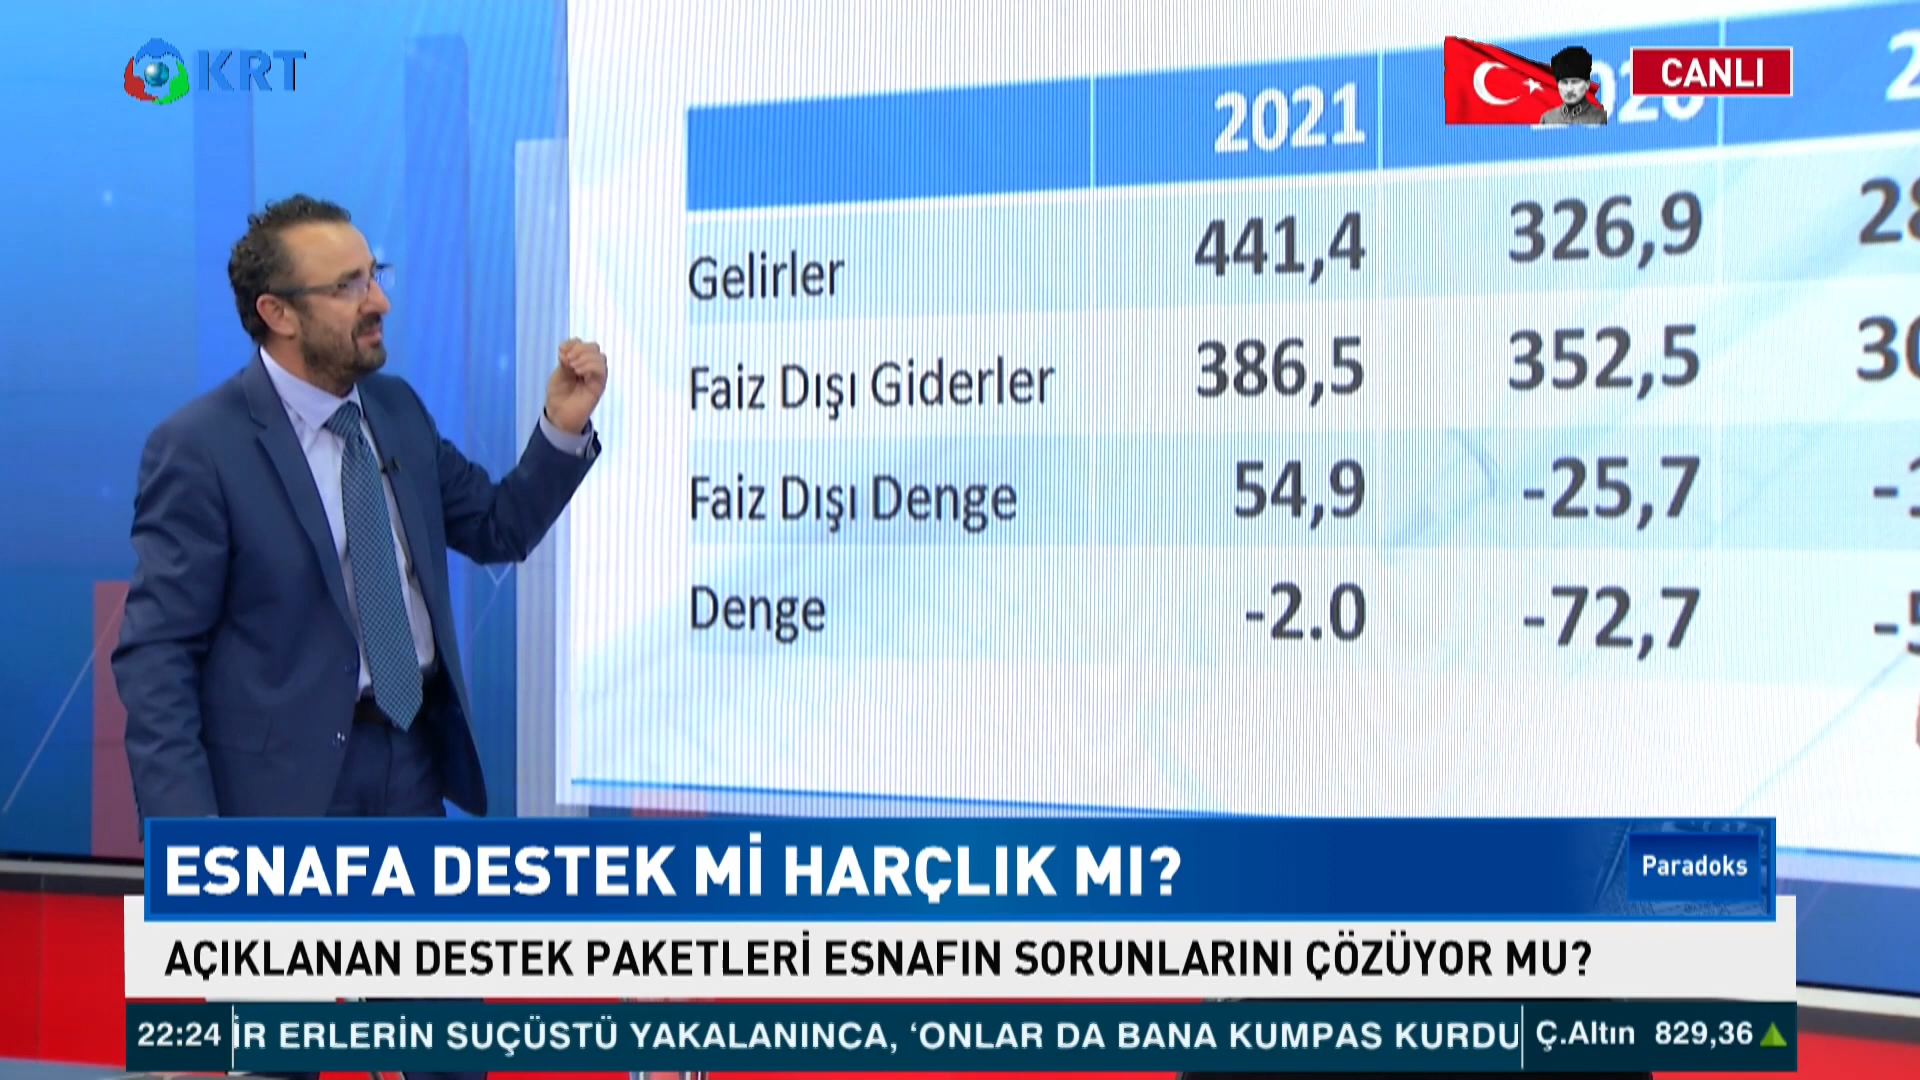 KRT
CANLI
2021
Gelirler 441,4 326,9
Faiz Dışı Giderler 386,5 352,5
Faiz Dışı Denge 54,9 -25,7
Denge -2.0 -72,7
ESNAFA DESTEK Mİ HARÇLIK MI?
Paradoks
AÇIKLANAN DESTEK PAKETLERİ ESNAFIN SORUNLARINI ÇÖZÜYOR MU?
22:24 İR ERLERİN SUÇÜSTÜ YAKALANINCA, ‘ONLAR DA BANA KUMPAS KURDU Ç.Altın 829,36